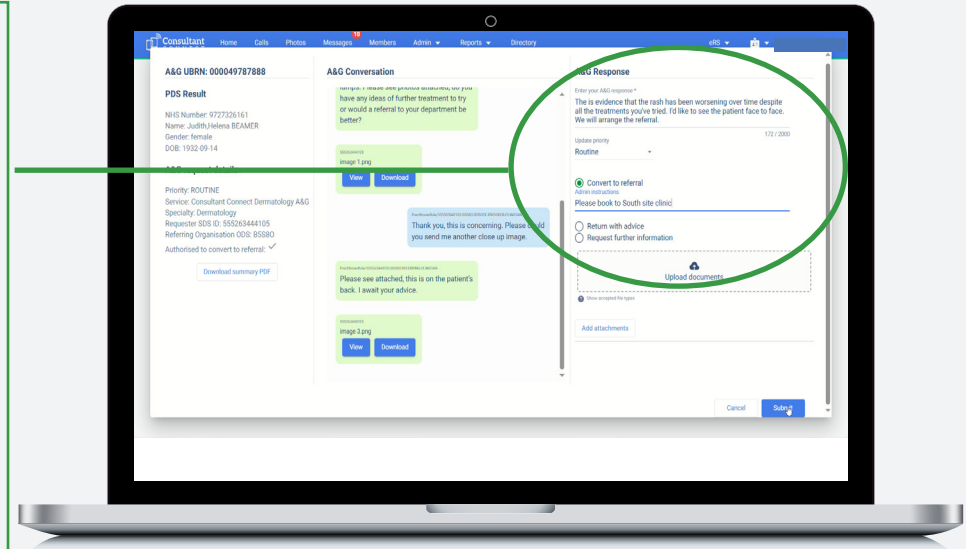 Consultant
Home Calls Photos Messages 10 Members Admin Reports Directory eRS
A&G UBRN: 000049787888
PDS Result
NHS Number: 9727326161
Name: Judith,Helena BEAMER
Gender: female
DOB: 1932-09-14
Priority: ROUTINE
Service: Consultant Connect Dermatology A&G
Specialty: Dermatology
Requester SDS ID: 555263444105
Referring Organisation ODS: B5S8O
Authorised to convert to referral:
Download summary PDF
A&G Conversation
have any ideas of further treatment to try
or would a referral to your department be
better?
image 1.png
View Download
Thank you, this is concerning. Please could
you send me another close up image.
Please see attached, this is on the patient's
back. I await your advice.
image 3.png
View Download
A&G Response
Enter your A&G response *
The is evidence that the rash has been worsening over time despite
all the treatments you've tried. I'd like to see the patient face to face.
We will arrange the referral.
172 / 2000
Update priority
Routine
Convert to referral
Admin instructions
Please book to South site clinic
Return with advice
Request further information
Upload documents
Show accepted file types
Add attachments
Cancel Submit